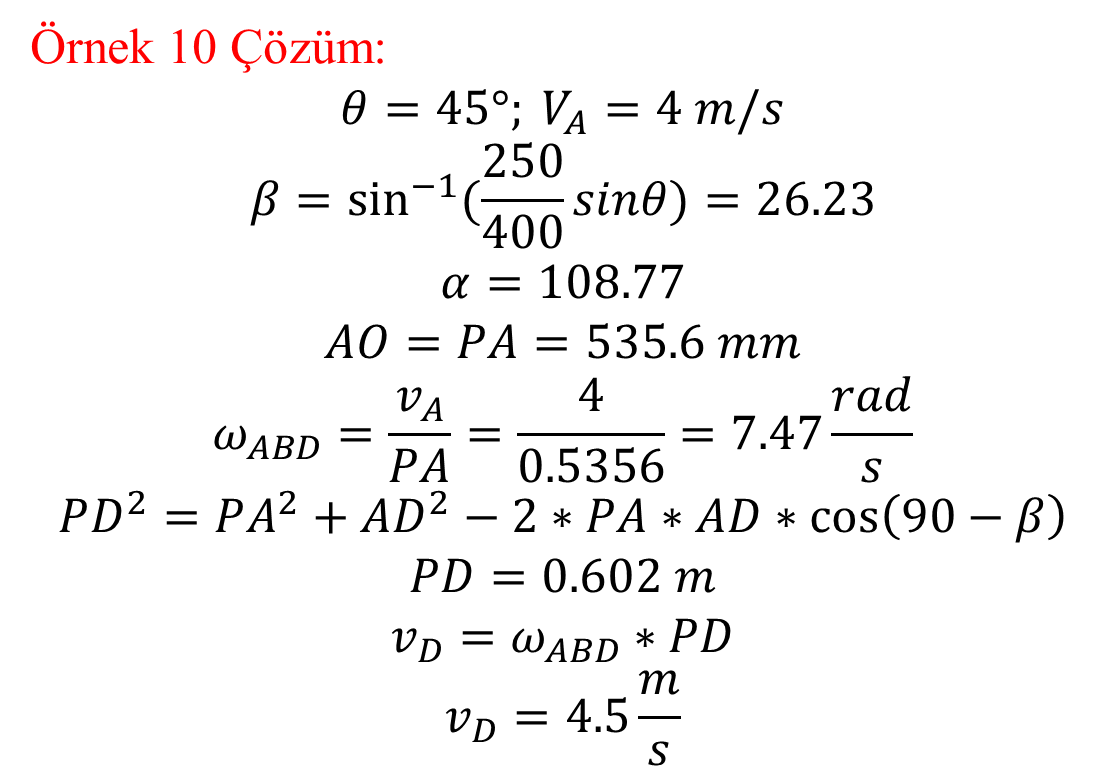 Örnek 10 Çözüm:
θ = 45°; V_A = 4 m/s
β = sin⁻¹(250/400 sinθ) = 26.23
α = 108.77
AO = PA = 535.6 mm
ω_ABD = v_A/PA = 4/0.5356 = 7.47 rad/s
PD² = PA² + AD² − 2 ∗ PA ∗ AD ∗ cos(90 − β)
PD = 0.602 m
v_D = ω_ABD ∗ PD
v_D = 4.5 m/s